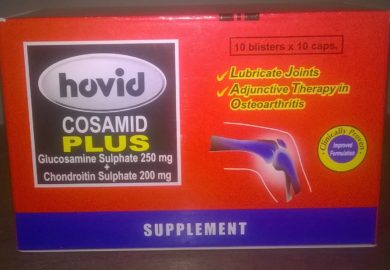 10 blisters x 10 caps.
hovid
COSAMID
PLUS
Glucosamine Sulphate 250 mg
+
Chondroitin Sulphate 200 mg
Lubricate Joints
Adjunctive Therapy in
Osteoarthritis
Clinically Proven
Improved
Formulation
SUPPLEMENT